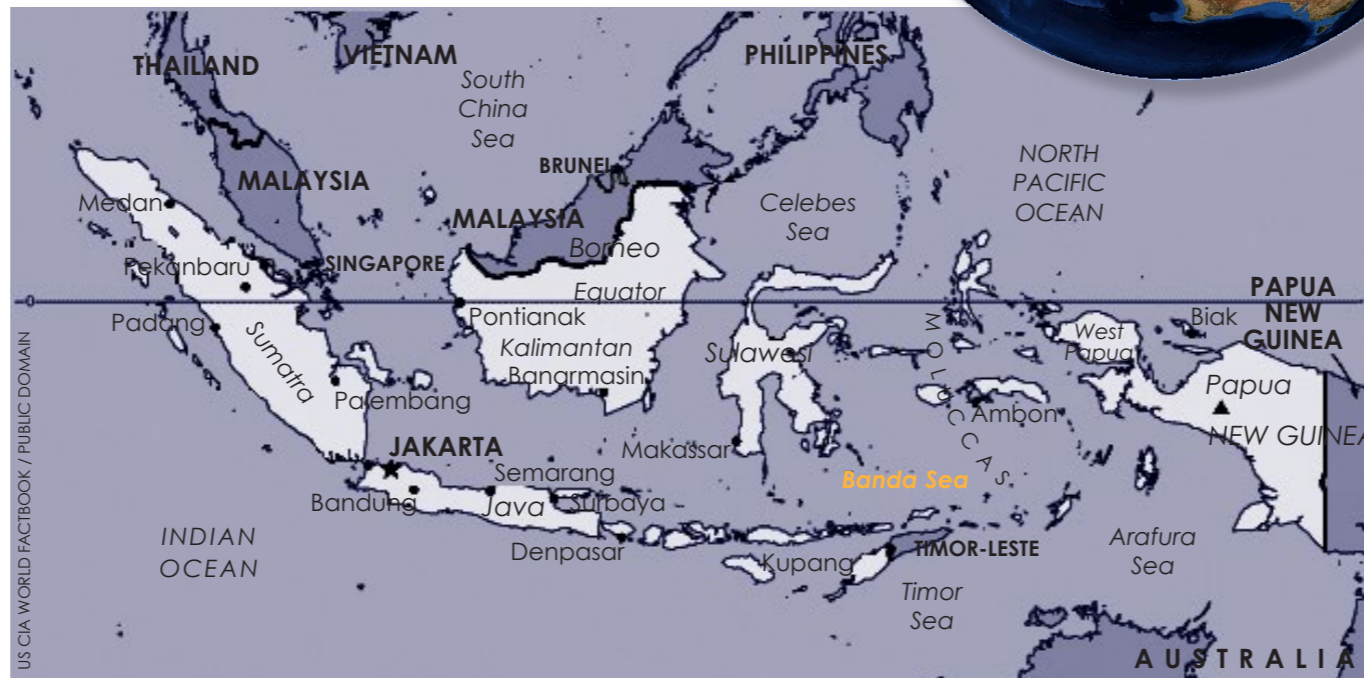 THAILAND
VIETNAM
PHILIPPINES
South
China
Sea
BRUNEI
NORTH
PACIFIC
OCEAN
MALAYSIA
Medan
MALAYSIA
Celebes
Sea
Borneo
Pekanbaru
SINGAPORE
Equator
PAPUA
NEW
GUINEA
0
Padang
Pontianak
Biak
Sumatra
Kalimantan
Sulawesi
MOLUCCAS
West
Papua
Banarmasin
Papua
Palembang
Ambon
NEW GUINEA
JAKARTA
Makassar
Semarang
Banda Sea
Bandung
Java
Surbaya
INDIAN
OCEAN
Denpasar
Kupang
TIMOR-LESTE
Arafura
Sea
Timor
Sea
AUSTRALIA
US CIA WORLD FACTBOOK / PUBLIC DOMAIN